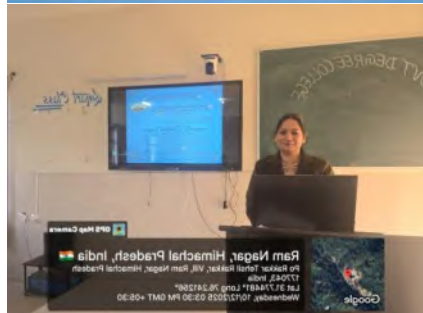 Smart Class
NT DEGREE COLLEGE
GPS Map Camera
Ram Nagar, Himachal Pradesh, India
Po Rakkar Tehsil Rakkar, Vill, Ram Nagar, Himachal Pradesh
177043, India
Lat 31.774481° Long 76.241256°
Wednesday, 10/12/2025 03:30 PM GMT +05:30
Google